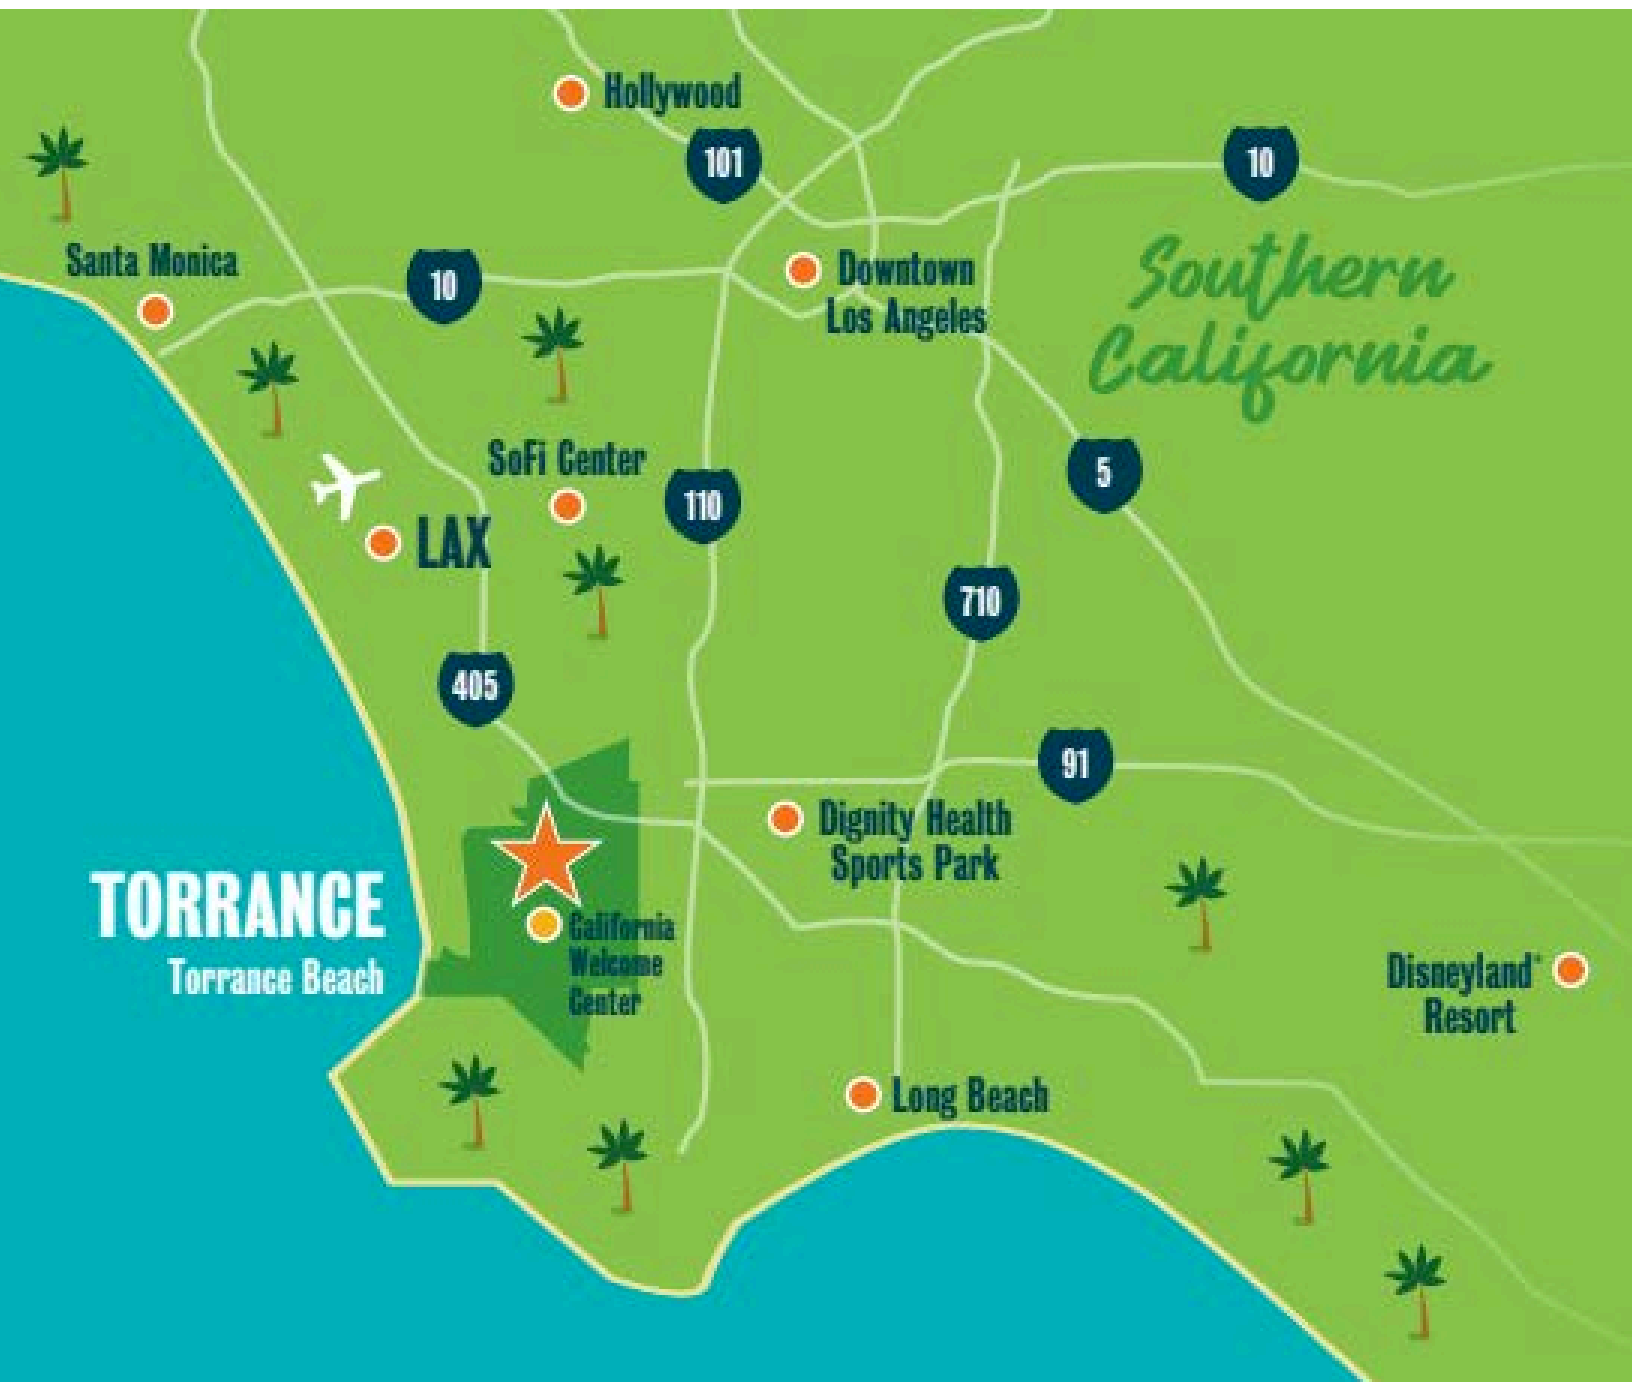 Hollywood
101
10
Santa Monica
10
Downtown
Los Angeles
Southern
California
SoFi Center
110
5
LAX
710
405
91
Dignity Health
Sports Park
TORRANCE
Torrance Beach
California
Welcome
Center
Disneyland*
Resort
Long Beach